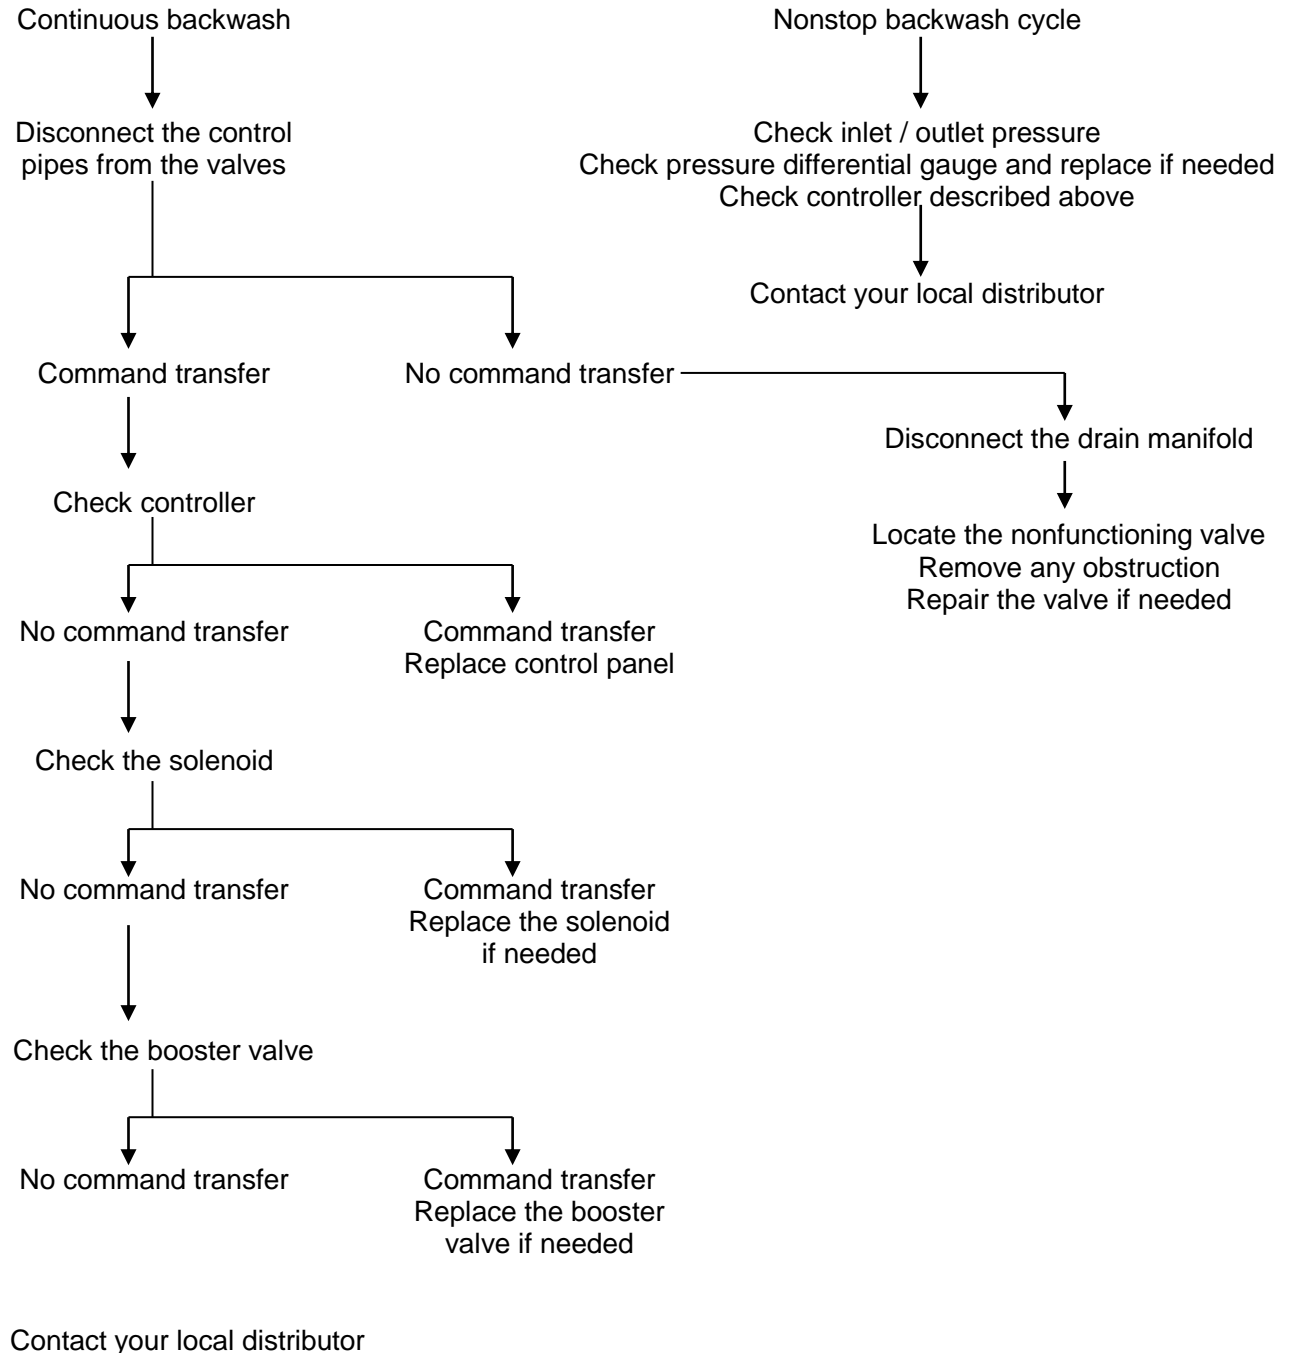 Continuous backwash
Disconnect the control
pipes from the valves
Nonstop backwash cycle
Check inlet / outlet pressure
Check pressure differential gauge and replace if needed
Check controller described above
Contact your local distributor
Command transfer
No command transfer
Disconnect the drain manifold
Locate the nonfunctioning valve
Remove any obstruction
Repair the valve if needed
Check controller
No command transfer
Command transfer
Replace control panel
Check the solenoid
No command transfer
Command transfer
Replace the solenoid
if needed
Check the booster valve
No command transfer
Command transfer
Replace the booster
valve if needed
Contact your local distributor